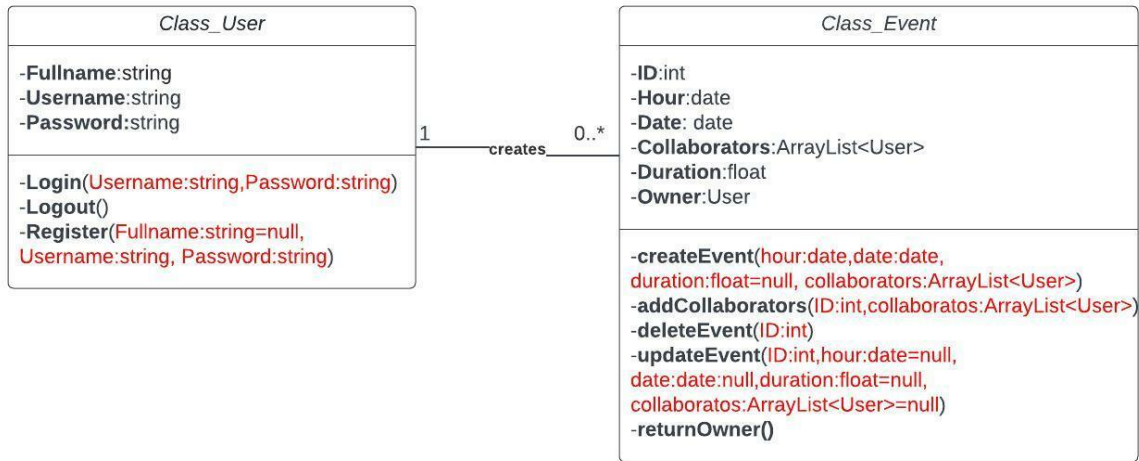 Class_User
-Fullname:string
-Username:string
-Password:string
-Login(Username:string,Password:string)
-Logout()
-Register(Fullname:string=null,
Username:string, Password:string)
1
creates
0..*
Class_Event
-ID:int
-Hour:date
-Date: date
-Collaborators:ArrayList<User>
-Duration:float
-Owner:User
-createEvent(hour:date,date:date,
duration:float=null, collaborators:ArrayList<User>)
-addCollaborators(ID:int,collaboratos:ArrayList<User>)
-deleteEvent(ID:int)
-updateEvent(ID:int,hour:date=null,
date:date:null,duration:float=null,
collaboratos:ArrayList<User>=null)
-returnOwner()